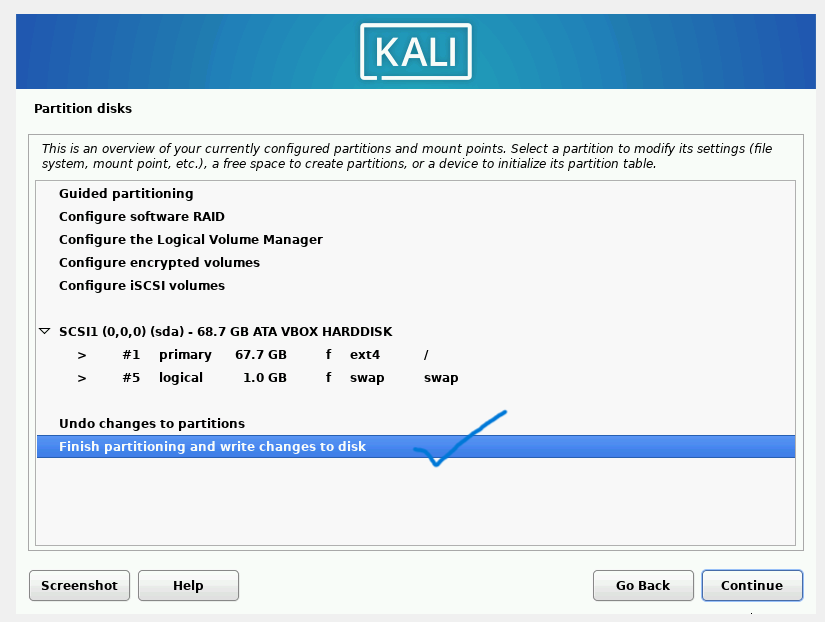 KALI
Partition disks
This is an overview of your currently configured partitions and mount points. Select a partition to modify its settings (file
system, mount point, etc.), a free space to create partitions, or a device to initialize its partition table.
Guided partitioning
Configure software RAID
Configure the Logical Volume Manager
Configure encrypted volumes
Configure iSCSI volumes
SCSI1 (0,0,0) (sda) - 68.7 GB ATA VBOX HARDDISK
> #1 primary 67.7 GB f ext4 /
> #5 logical 1.0 GB f swap swap
Undo changes to partitions
Finish partitioning and write changes to disk
Screenshot Help Go Back Continue